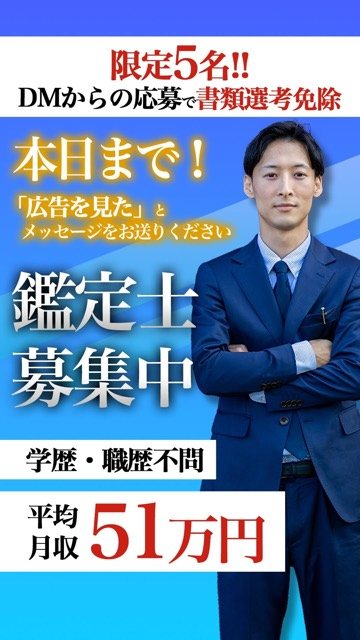 限定5名!!
DMからの応募で書類選考免除
本日まで！
「広告を見た」と
メッセージをお送りください
鑑定士
募集中
学歴・職歴不問
平均
月収
51万円